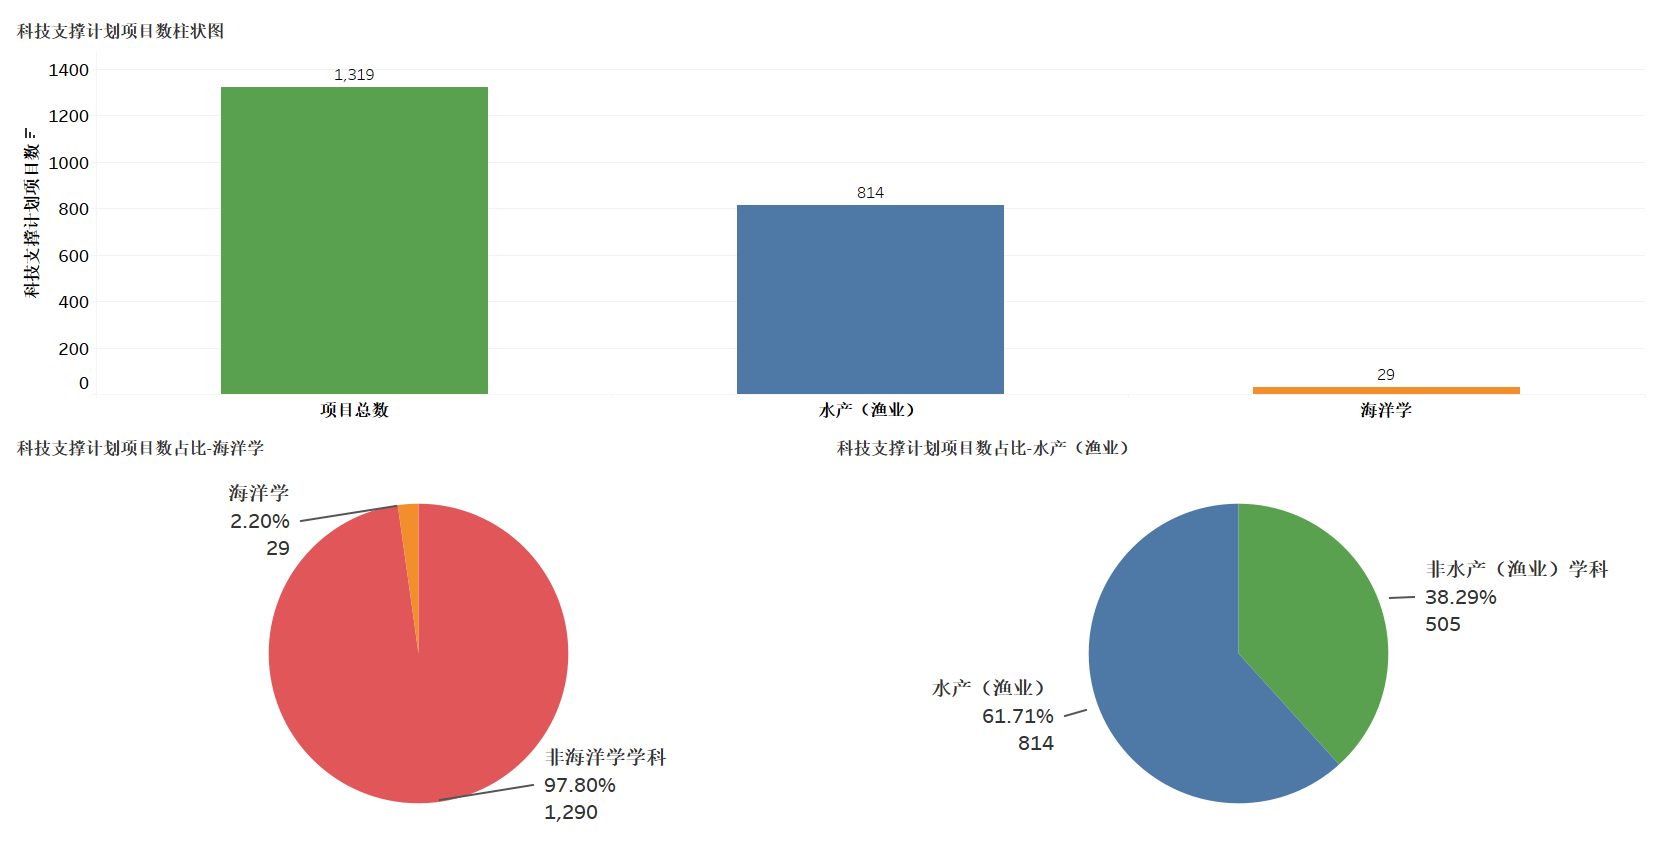 科技支撑计划项目数柱状图
科技支撑计划项目数
1400
1200
1000
800
600
400
200
0
1,319
814
29
项目总数
水产（渔业）
海洋学
科技支撑计划项目数占比-海洋学
海洋学
2.20%
29
非海洋学学科
97.80%
1,290
科技支撑计划项目数占比-水产（渔业）
非水产（渔业）学科
38.29%
505
水产（渔业）
61.71%
814